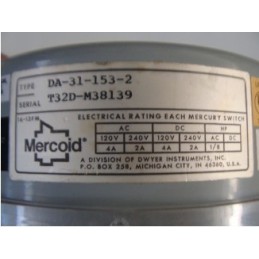 TYPE DA-31-153-2
SERIAL T32D-M38139
ELECTRICAL RATING EACH MERCURY SWITCH
AC DC HP
120V 240V 120V 240V AC DC
4A 2A 4A 2A 1/8
Mercoid
A DIVISION OF DWYER INSTRUMENTS, INC.
P.O. BOX 258, MICHIGAN CITY, IN 46360, U.S.A.